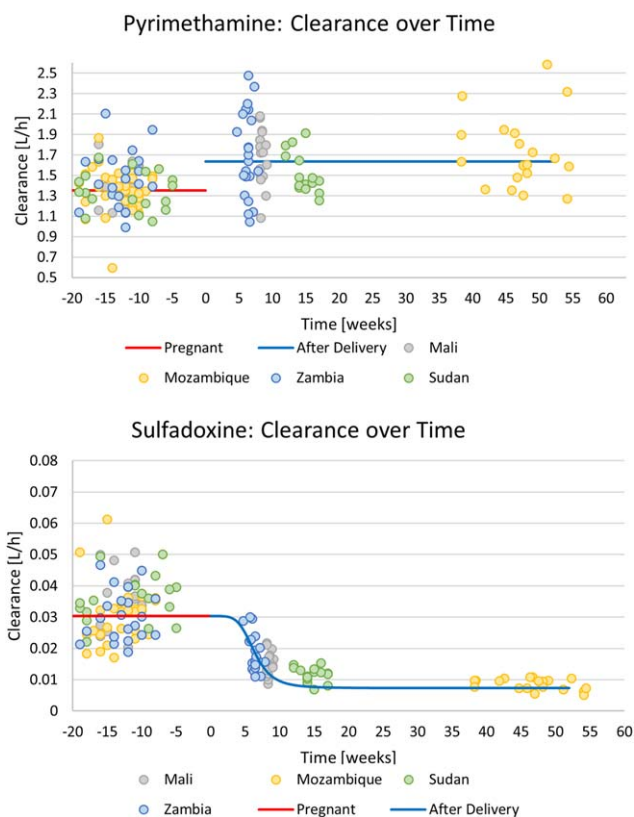 Pyrimethamine: Clearance over Time
2.5
2.3
2.1
1.9
1.7
1.5
1.3
1.1
0.9
0.7
0.5
Clearance [L/h]
-20 -15 -10 -5 0 5 10 15 20 25 30 35 40 45 50 55 60
Time [weeks]
Pregnant After Delivery Mali
Mozambique Zambia Sudan
Sulfadoxine: Clearance over Time
0.08
0.07
0.06
0.05
0.04
0.03
0.02
0.01
0
Clearance [L/h]
-20 -15 -10 -5 0 5 10 15 20 25 30 35 40 45 50 55 60
Time [weeks]
Mali Mozambique Sudan
Zambia Pregnant After Delivery